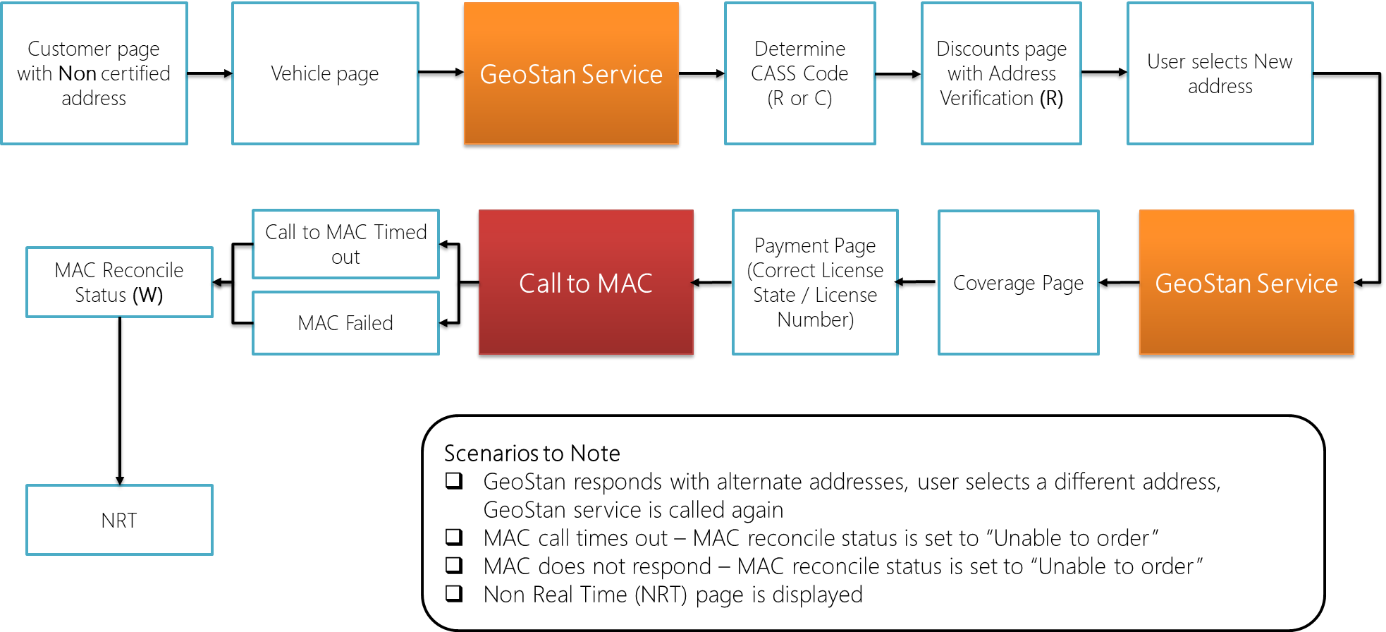 Customer page
with Non certified
address
Vehicle page
GeoStan Service
Determine
CASS Code
(R or C)
Discounts page
with Address
Verification (R)
User selects New
address
GeoStan Service
Coverage Page
Payment Page
(Correct License
State / License
Number)
Call to MAC
Call to MAC Timed
out
MAC Failed
MAC Reconcile
Status (W)
NRT
Scenarios to Note
GeoStan responds with alternate addresses, user selects a different address,
GeoStan service is called again
MAC call times out – MAC reconcile status is set to “Unable to order”
MAC does not respond – MAC reconcile status is set to “Unable to order”
Non Real Time (NRT) page is displayed